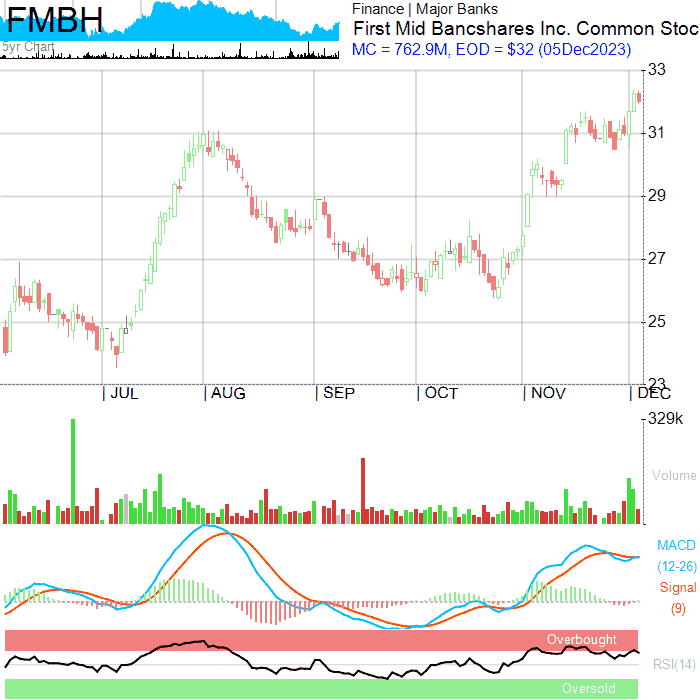 FMBH
5yr Chart
Finance | Major Banks
First Mid Bancshares Inc. Common Stoc
MC = 762.9M, EOD = $32 (05Dec2023)
33
31
29
27
25
23
| JUL | AUG | SEP | OCT | NOV | DEC
329k
Volume
MACD
(12-26)
Signal
(9)
Overbought
RSI(14)
Oversold